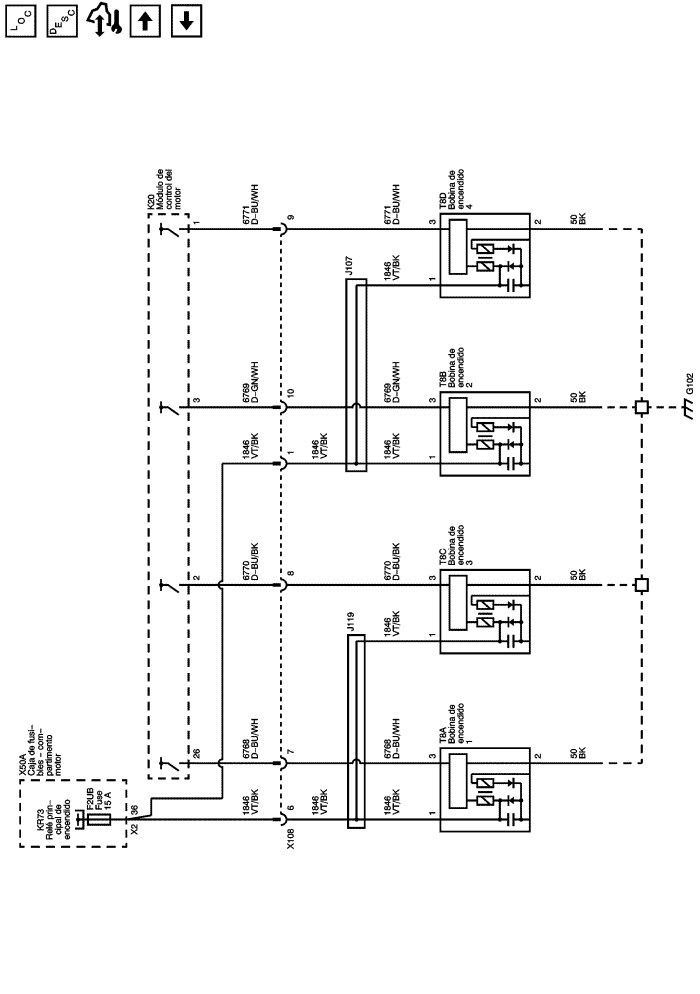 LOC
DESC
K20
Módulo de
control del
motor
1
6771
D-BU/WH
9
6771
D-BU/WH
3
T8D
Bobina de
encendido
4
2
50
BK
J107
1846
VT/BK
1
3
6769
D-GN/WH
10
6769
D-GN/WH
3
T8B
Bobina de
encendido
2
2
50
BK
G102
1846
VT/BK
1
1846
VT/BK
1846
VT/BK
1
2
6770
D-BU/BK
8
6770
D-BU/BK
3
T8C
Bobina de
encendido
3
2
50
BK
J119
1846
VT/BK
1
26
6768
D-BU/WH
7
6768
D-BU/WH
3
T8A
Bobina de
encendido
1
2
50
BK
X50A
Caja de fusi-
bles - com-
partimento
motor
KR73
Relé prin-
cipal de
encendido
F2UB
Fuse
15 A
36
X2
1846
VT/BK
6
X108
1846
VT/BK
1846
VT/BK
1